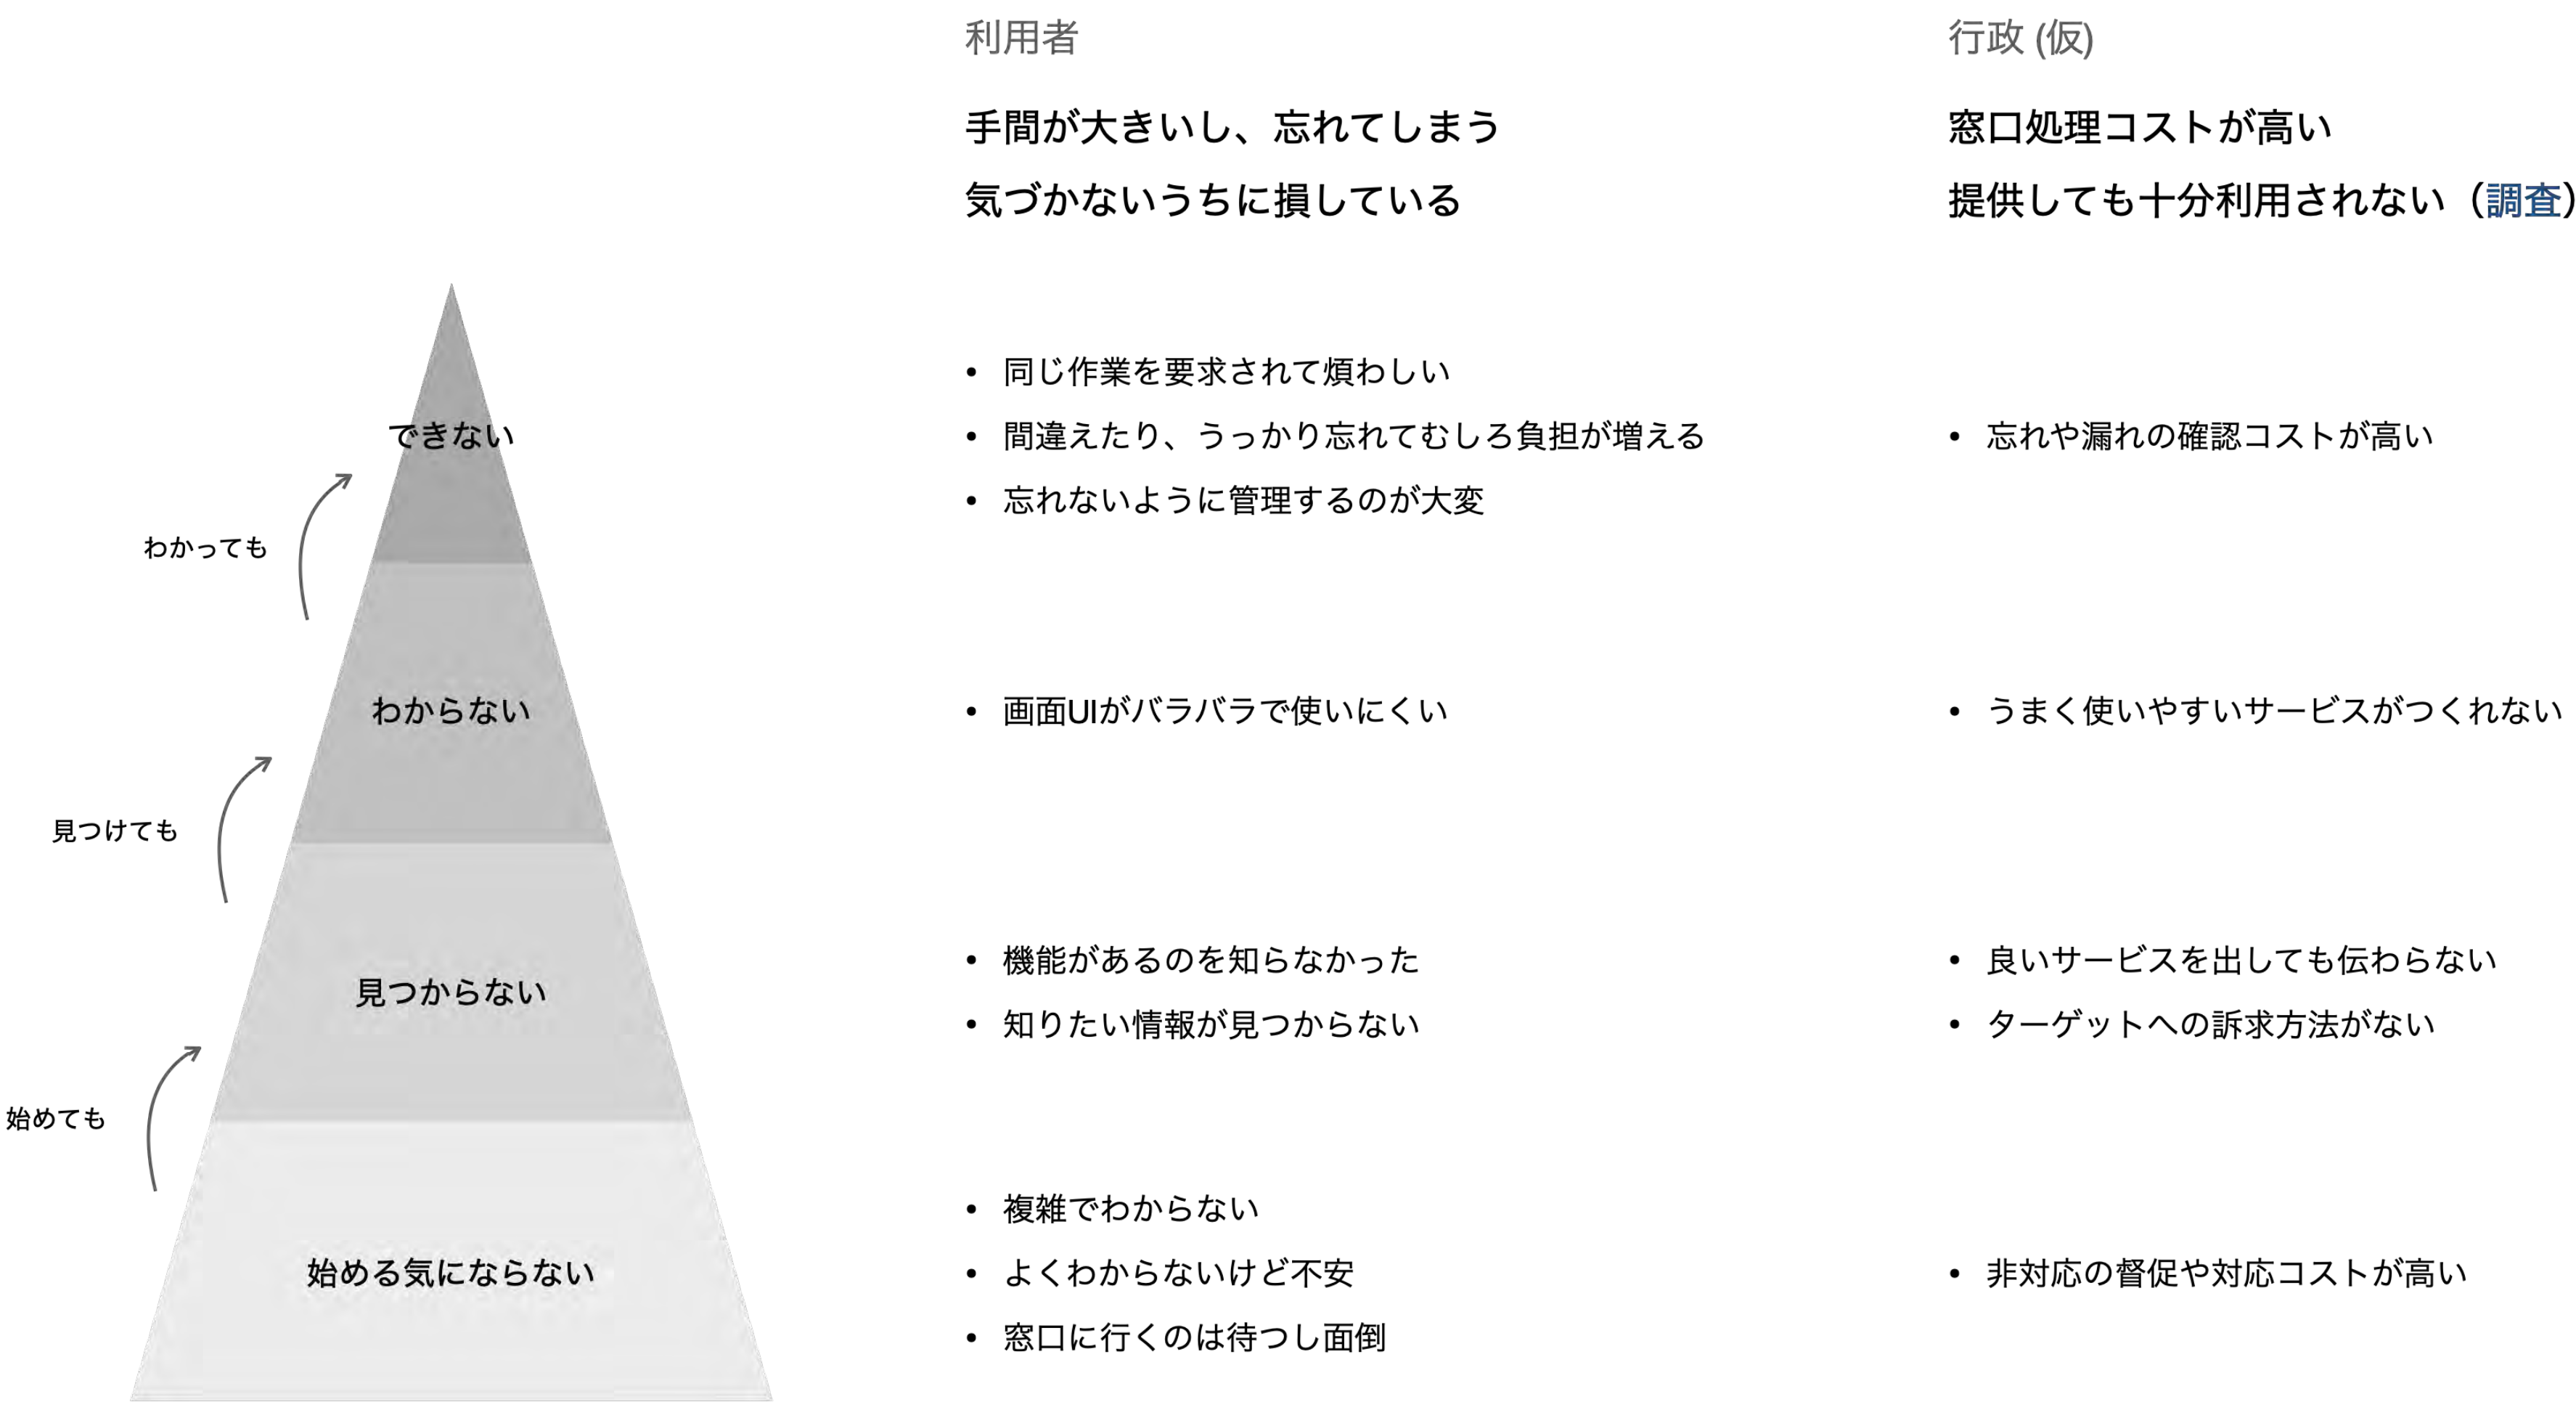 利用者
行政 (仮)
手間が大きいし、忘れてしまう
気づかないうちに損している
窓口処理コストが高い
提供しても十分利用されない（調査）
できない
同じ作業を要求されて煩わしい
間違えたり、うっかり忘れてむしろ負担が増える
忘れないように管理するのが大変
忘れや漏れの確認コストが高い
わかっても
わからない
画面UIがバラバラで使いにくい
うまく使いやすいサービスがつくれない
見つけても
見つからない
機能があるのを知らなかった
知りたい情報が見つからない
良いサービスを出しても伝わらない
ターゲットへの訴求方法がない
始めても
始める気にならない
複雑でわからない
よくわからないけど不安
窓口に行くのは待つし面倒
非対応の督促や対応コストが高い